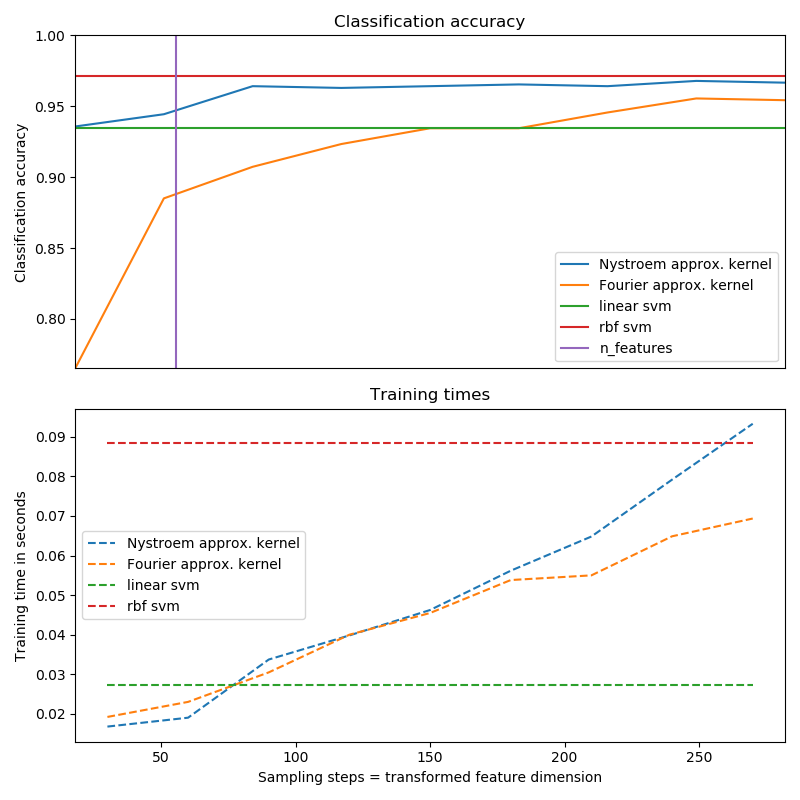 Classification accuracy
Classification accuracy
1.00
0.95
0.90
0.85
0.80
Nystroem approx. kernel
Fourier approx. kernel
linear svm
rbf svm
n_features
Training times
Training time in seconds
0.09
0.08
0.07
0.06
0.05
0.04
0.03
0.02
Nystroem approx. kernel
Fourier approx. kernel
linear svm
rbf svm
50 100 150 200 250
Sampling steps = transformed feature dimension